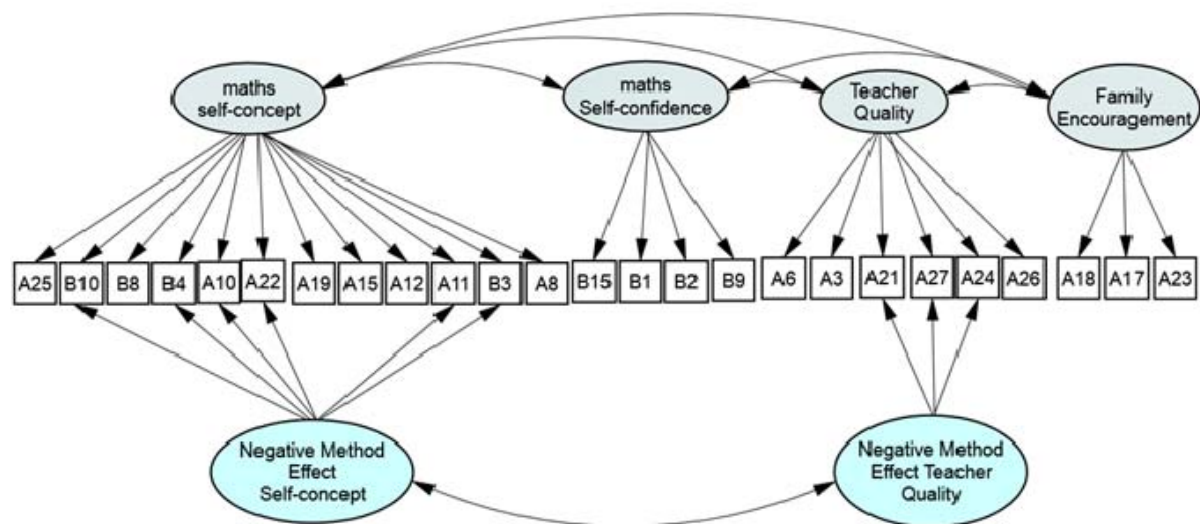 maths
self-concept
maths
Self-confidence
Teacher
Quality
Family
Encouragement
A25 B10 B8 B4 A10 A22 A19 A15 A12 A11 B3 A8 B15 B1 B2 B9 A6 A3 A21 A27 A24 A26 A18 A17 A23
Negative Method
Effect
Self-concept
Negative Method
Effect Teacher
Quality